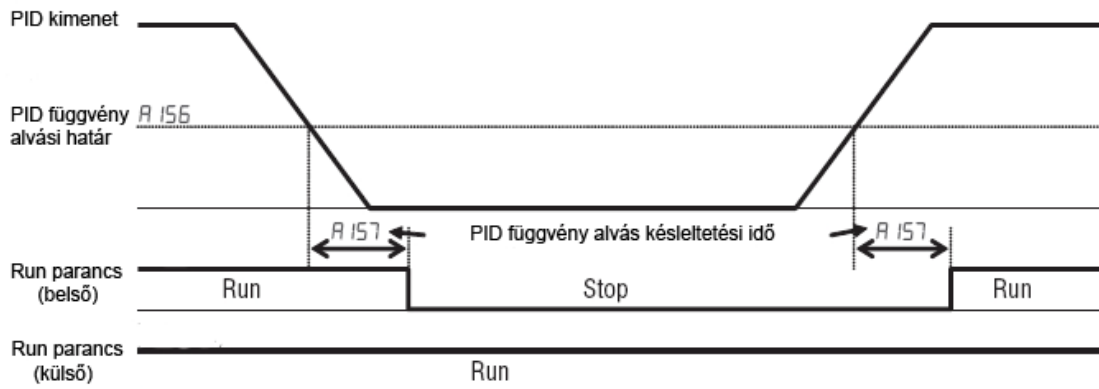 PID kimenet
PID függvény
alvási határ
A156
A157
PID függvény alvás késleltetési idő
A157
Run parancs
(belső)
Run
Stop
Run
Run parancs
(külső)
Run